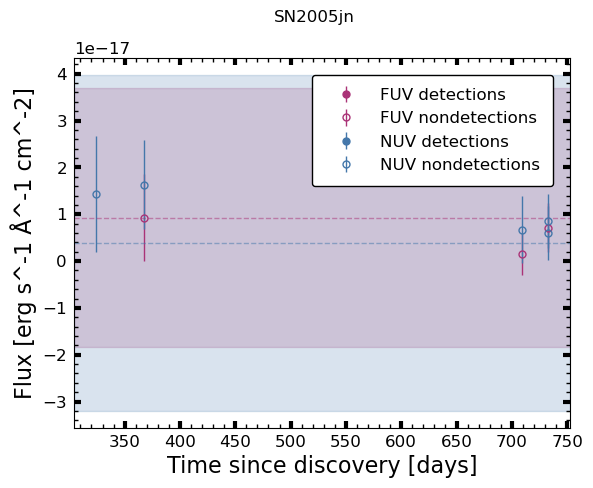 SN2005jn
1e−17
4
3
2
1
0
−1
−2
−3
Flux [erg s^-1 Å^-1 cm^-2]
FUV detections
FUV nondetections
NUV detections
NUV nondetections
350 400 450 500 550 600 650 700 750
Time since discovery [days]